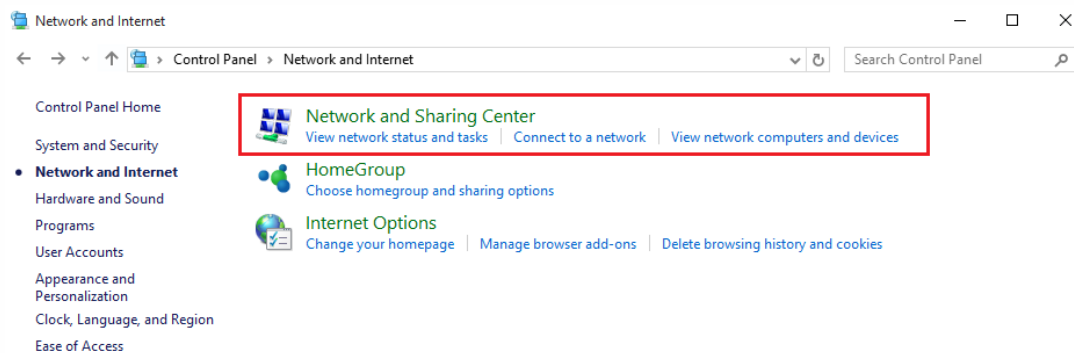 Network and Internet
Control Panel > Network and Internet
Search Control Panel
Control Panel Home
System and Security
Network and Internet
Hardware and Sound
Programs
User Accounts
Appearance and
Personalization
Clock, Language, and Region
Ease of Access
Network and Sharing Center
View network status and tasks | Connect to a network | View network computers and devices
HomeGroup
Choose homegroup and sharing options
Internet Options
Change your homepage | Manage browser add-ons | Delete browsing history and cookies